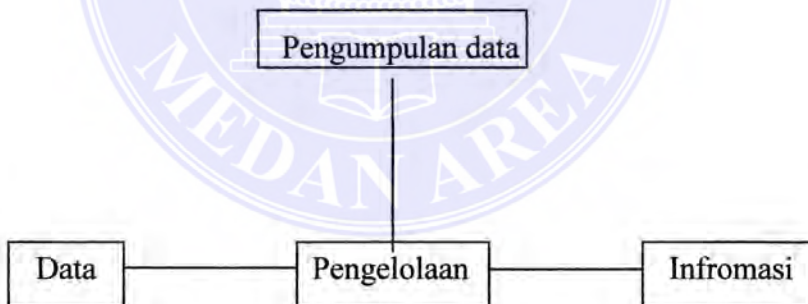 Pengumpulan data
MEDAN AREA
Data
Pengelolaan
Infromasi